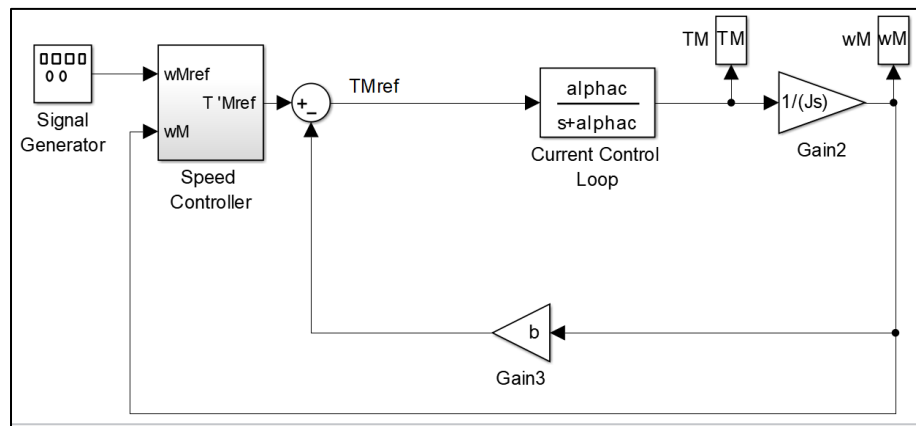 TM
TM
wM
wM
wMref
T 'Mref
wM
Signal
Generator
Speed
Controller
+
−
TMref
alphac
s+alphac
Current Control
Loop
1/(Js)
Gain2
b
Gain3